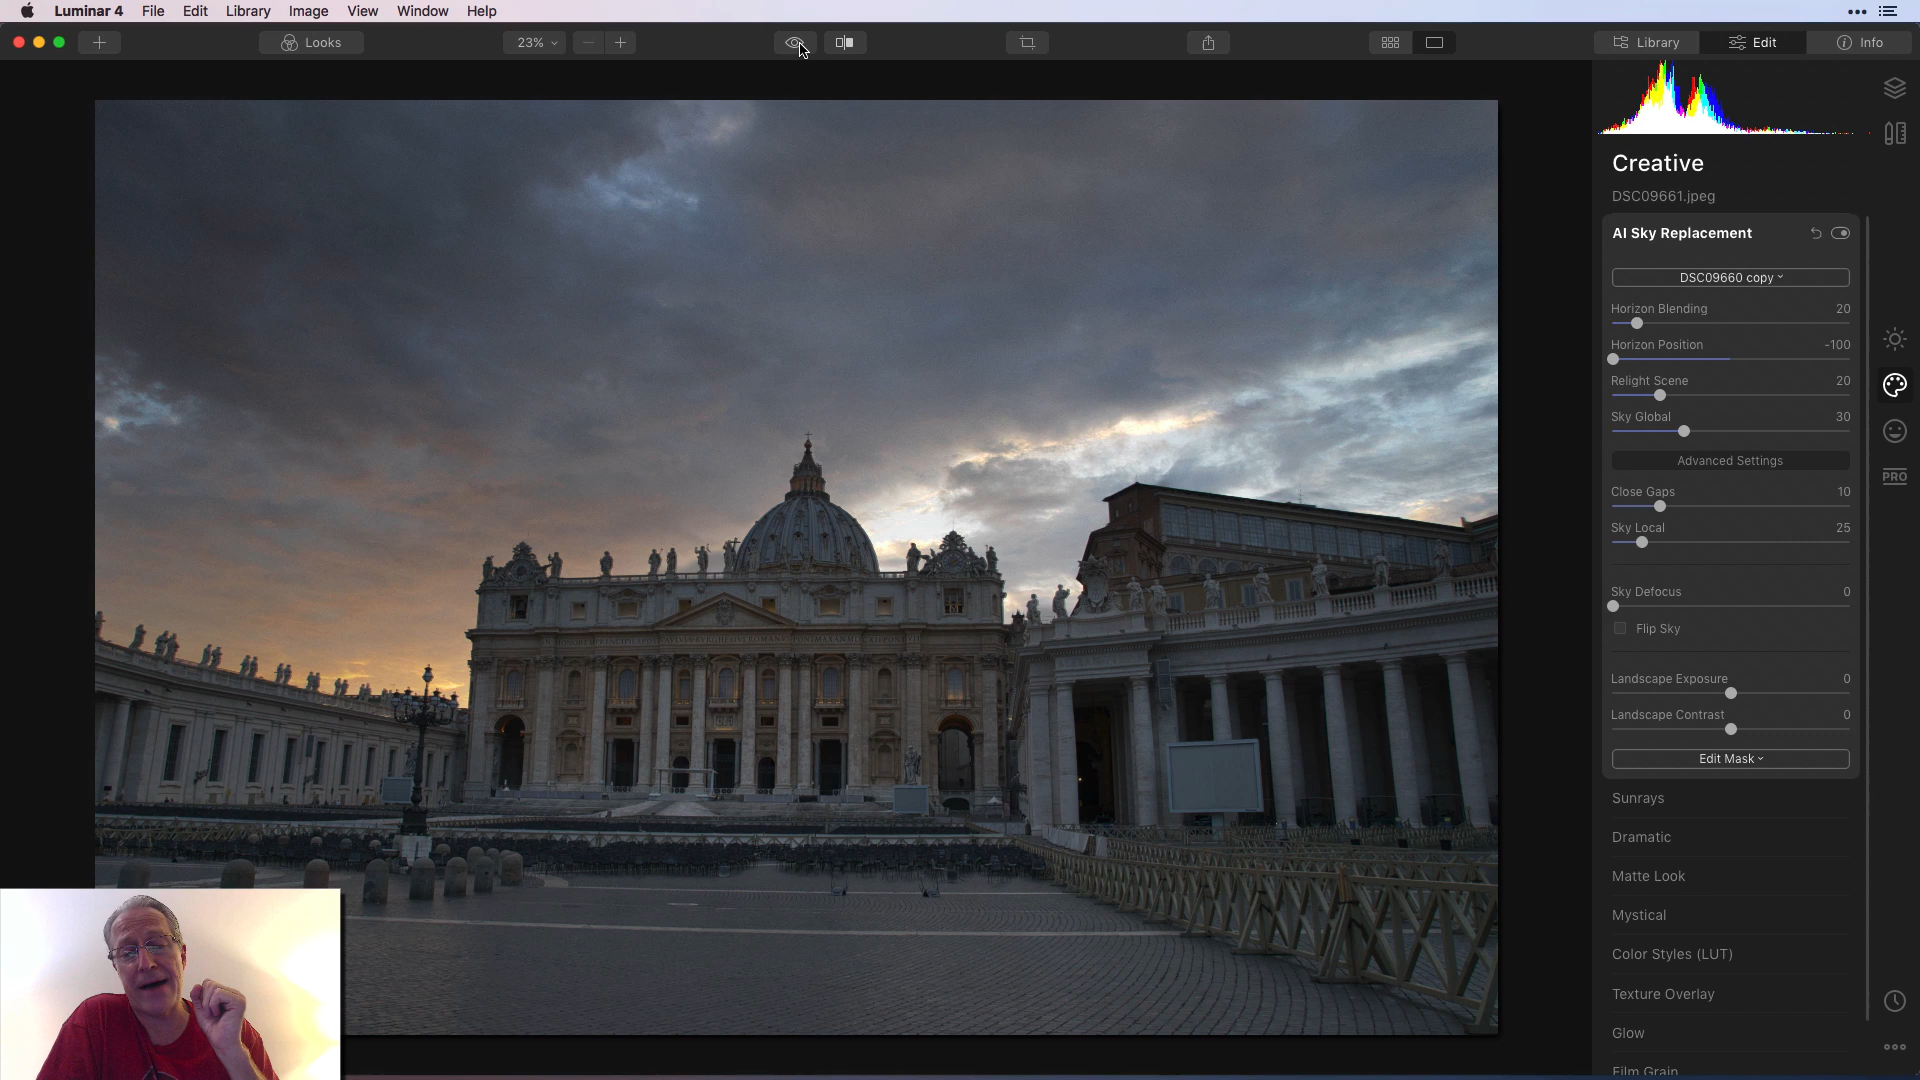 Luminar 4 File Edit Library Image View Window Help
Looks 23% Library Edit Info
Creative
DSC09661.jpeg
AI Sky Replacement
DSC09660 copy
Horizon Blending 20
Horizon Position -100
Relight Scene 20
Sky Global 30
Advanced Settings
Close Gaps 10
Sky Local 25
Sky Defocus 0
Flip Sky
Landscape Exposure 0
Landscape Contrast 0
Edit Mask
Sunrays
Dramatic
Matte Look
Mystical
Color Styles (LUT)
Texture Overlay
Glow
Film Grain
PRO